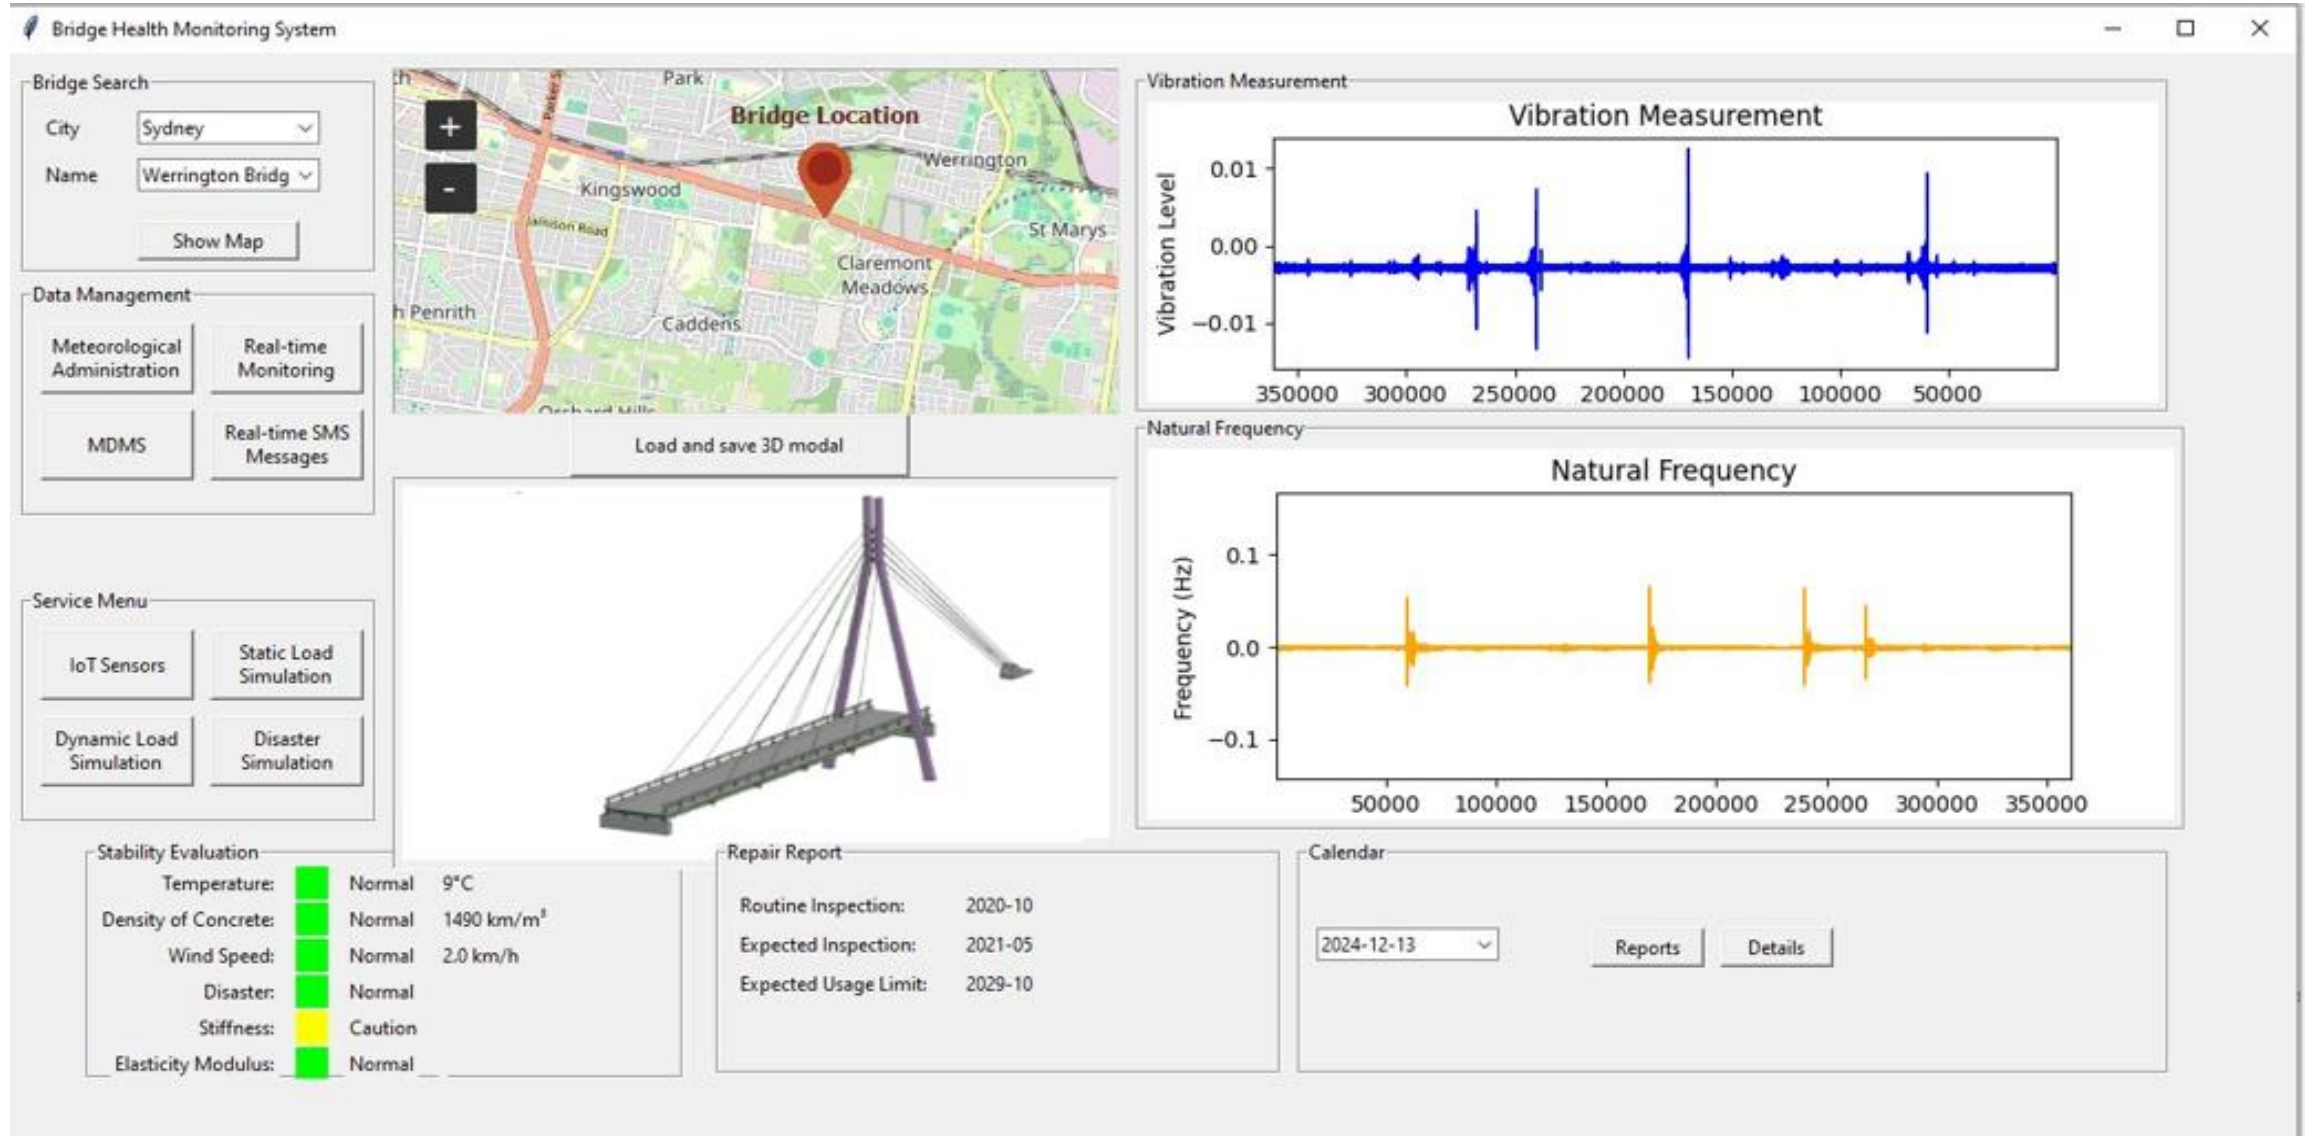 Bridge Health Monitoring System
Bridge Search
City
Sydney
Name
Werrington Bridg
Show Map
Data Management
Meteorological
Administration
Real-time
Monitoring
MDMS
Real-time SMS
Messages
Service Menu
IoT Sensors
Static Load
Simulation
Dynamic Load
Simulation
Disaster
Simulation
Park
+
-
Bridge Location
Werrington
Kingswood
Jamison Road
St Marys
Claremont
Meadows
h Penrith
Caddens
Orchard Hills
Load and save 3D modal
Vibration Measurement
Vibration Measurement
Vibration Level
0.01
0.00
−0.01
350000 300000 250000 200000 150000 100000 50000
Natural Frequency
Natural Frequency
Frequency (Hz)
0.1
0.0
−0.1
50000 100000 150000 200000 250000 300000 350000
Stability Evaluation
Temperature: Normal 9°C
Density of Concrete: Normal 1490 km/m³
Wind Speed: Normal 2.0 km/h
Disaster: Normal
Stiffness: Caution
Elasticity Modulus: Normal
Repair Report
Routine Inspection: 2020-10
Expected Inspection: 2021-05
Expected Usage Limit: 2029-10
Calendar
2024-12-13
Reports
Details